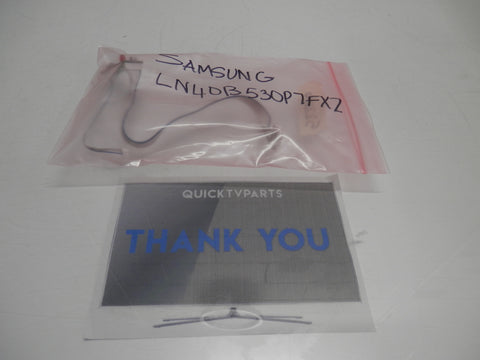 SAMSUNG
LN40B530P7FXZ
QUICKTVPARTS
THANK YOU